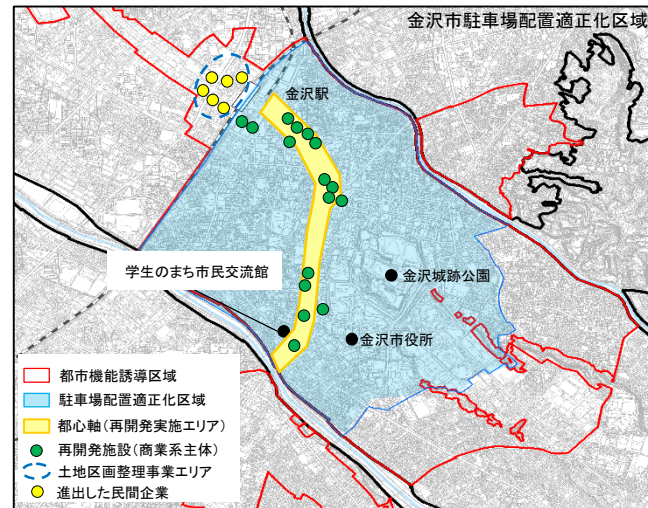 金沢市駐車場配置適正化区域
金沢駅
学生のまち市民交流館
金沢城跡公園
金沢市役所
都市機能誘導区域
駐車場配置適正化区域
都心軸(再開発実施エリア)
再開発施設(商業系主体)
土地区画整理事業エリア
進出した民間企業